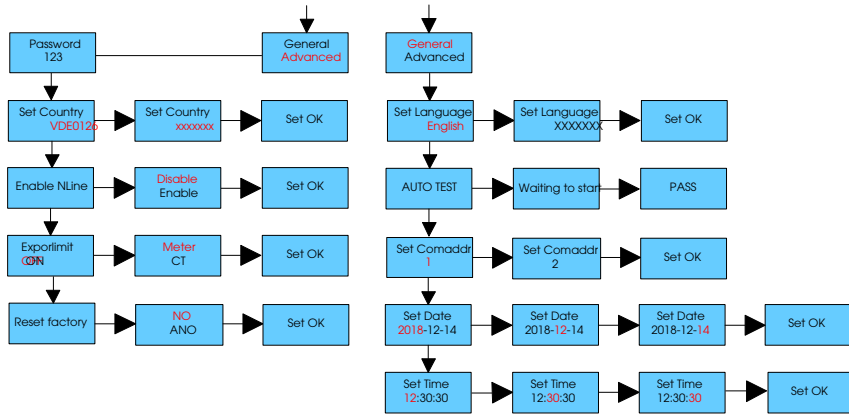 Password
123
General
Advanced
Set Country
VDE0126
Set Country
xxxxxxx
Set OK
Enable NLine
Disable
Enable
Set OK
Exporlimit
Meter
CT
Set OK
Reset factory
NO
ANO
Set OK
General
Advanced
Set Language
English
Set Language
XXXXXXX
Set OK
AUTO TEST
Waiting to start
PASS
Set Comaddr
1
Set Comaddr
2
Set OK
Set Date
2018-12-14
Set Date
2018-12-14
Set Date
2018-12-14
Set OK
Set Time
12:30:30
Set Time
12:30:30
Set Time
12:30:30
Set OK